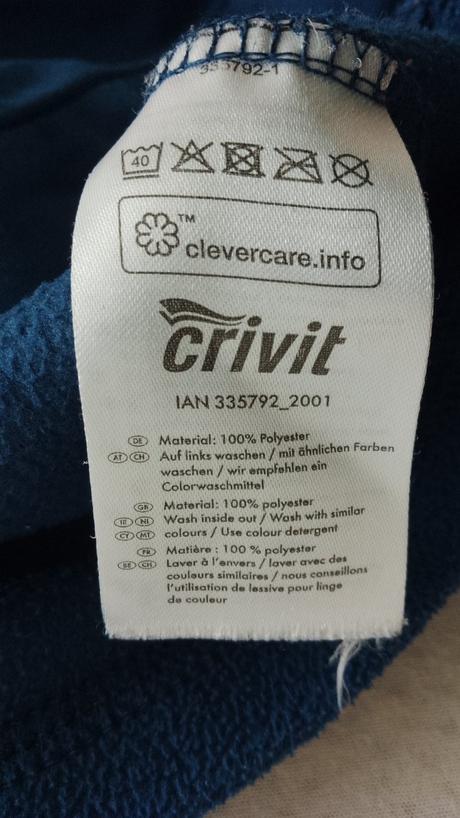 335792-1
40
TM
clevercare.info
crivit
IAN 335792_2001
DE Material: 100% Polyester
AT CH Auf links waschen / mit ähnlichen Farben
waschen / wir empfehlen ein
Colorwaschmittel
GB Material: 100% polyester
IE NI Wash inside out / Wash with similar
CY MT colours / Use colour detergent
FR Matière : 100 % polyester
BE CH Laver à l'envers / laver avec des
couleurs similaires / nous conseillons
l'utilisation de lessive pour linge
de couleur